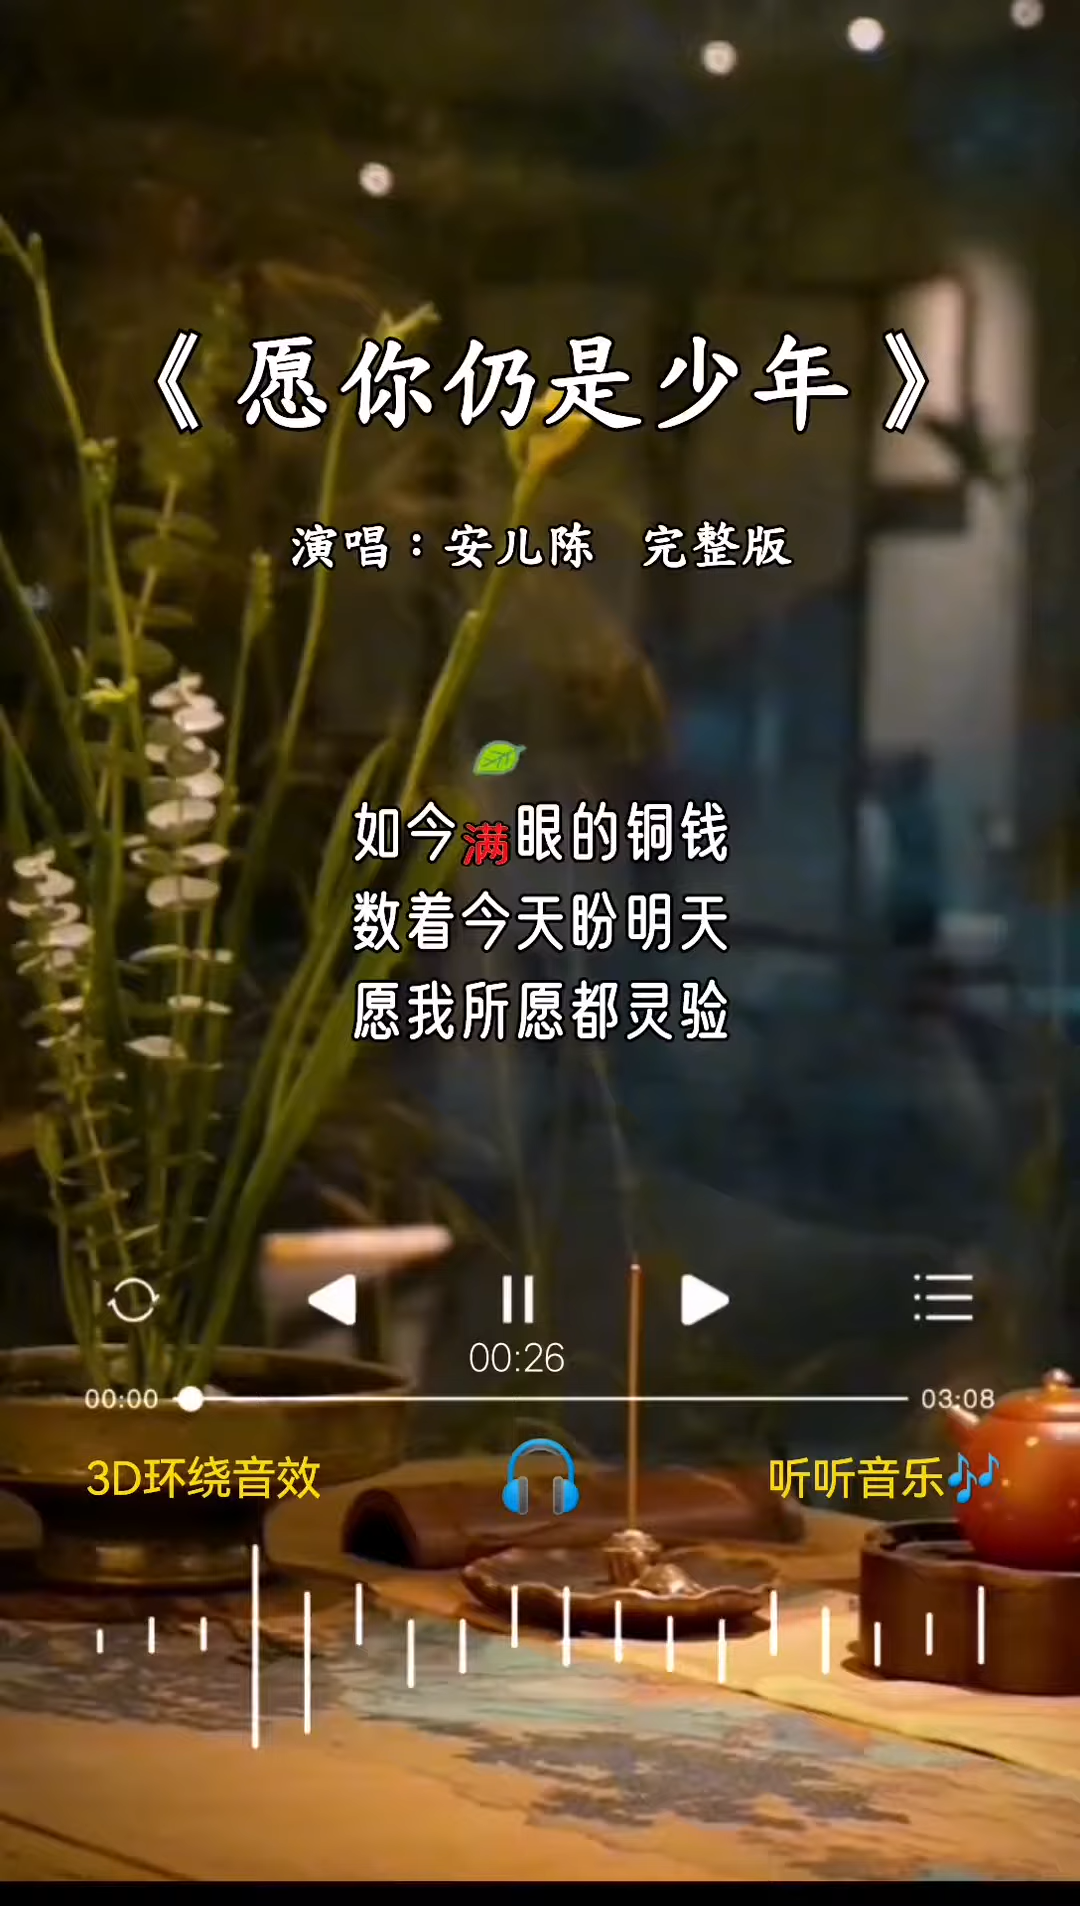 《愿你仍是少年》
演唱：安儿陈 完整版
如今满眼的铜钱
数着今天盼明天
愿我所愿都灵验
00:26
00:00 03:08
3D环绕音效 听听音乐